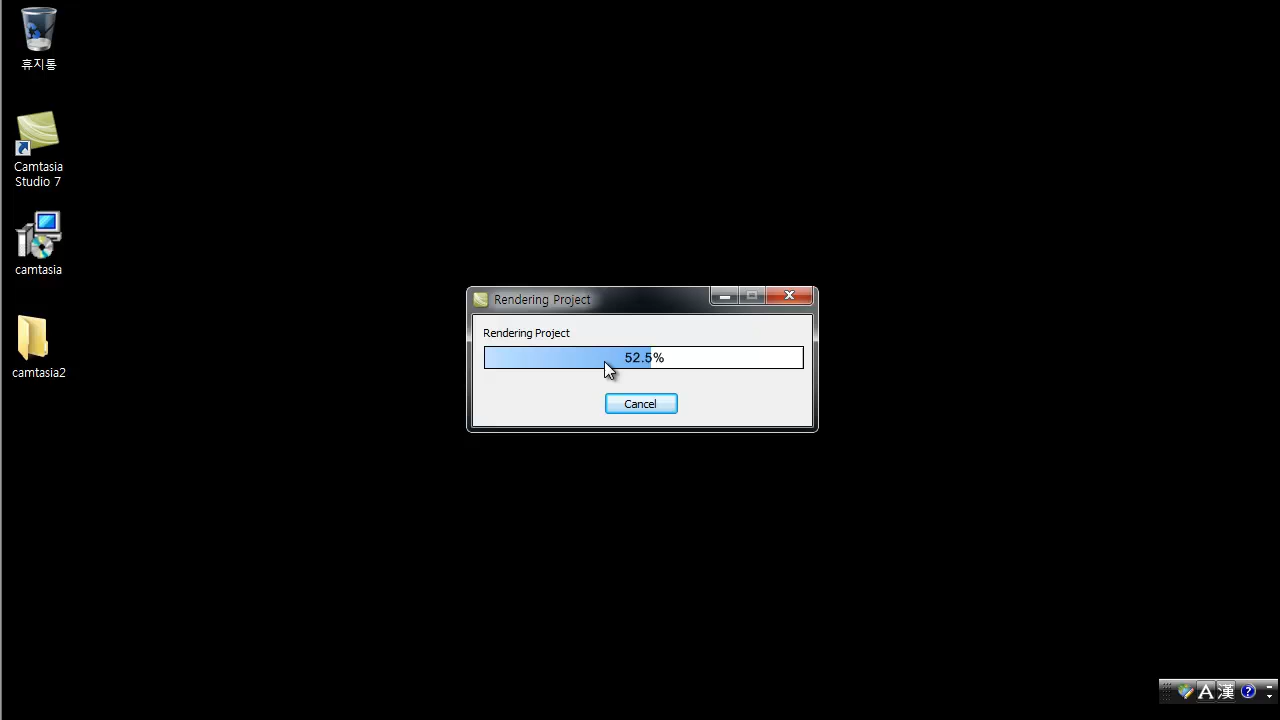 휴지통
Camtasia
Studio 7
camtasia
camtasia2
Rendering Project
Rendering Project
52.5%
Cancel
A 漢 ?